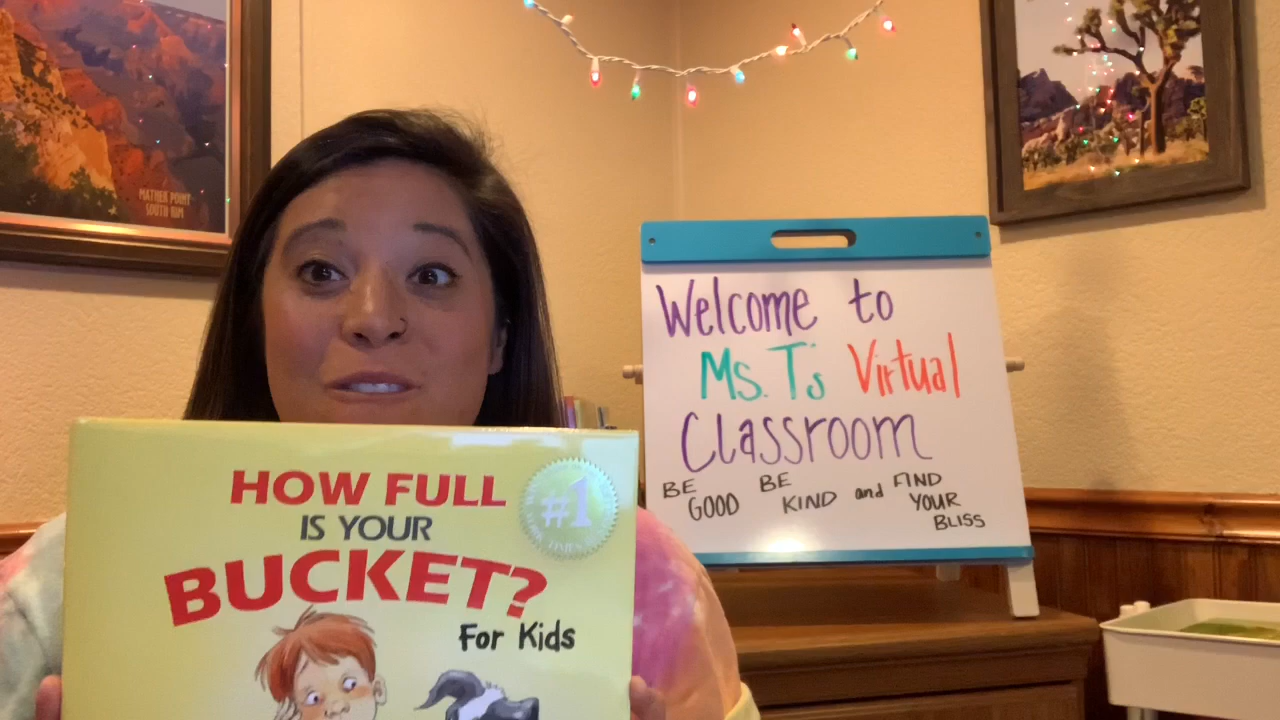 MATHER POINT
SOUTH RIM
HOW FULL
IS YOUR
BUCKET?
For Kids
#1
Welcome to
Ms. T's Virtual
Classroom
BE GOOD BE KIND and FIND YOUR BLISS